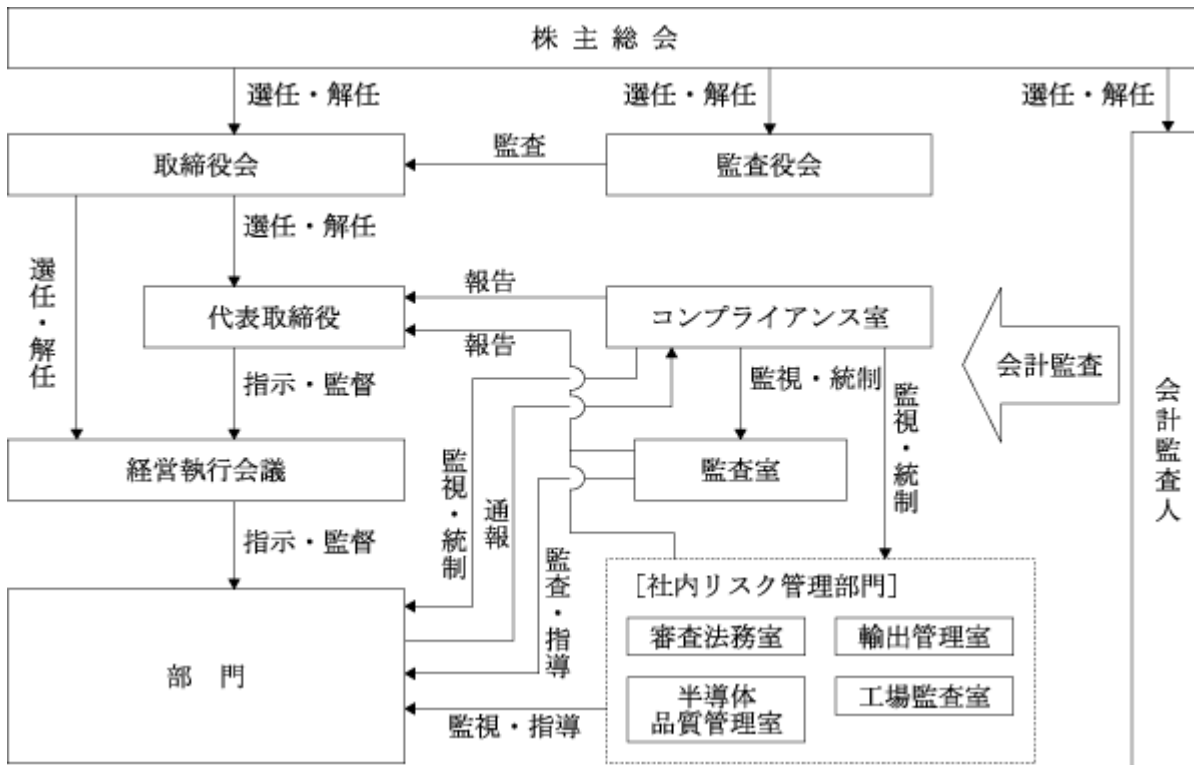 株主総会
選任・解任
選任・解任
選任・解任
取締役会
監査
監査役会
選任・解任
選任・解任
代表取締役
報告
報告
コンプライアンス室
会計監査
会計監査人
指示・監督
監視・統制
監視・統制
経営執行会議
監査室
監視・統制
通報
監査・指導
指示・監督
部門
監視・指導
[社内リスク管理部門]
審査法務室
輸出管理室
半導体
品質管理室
工場監査室